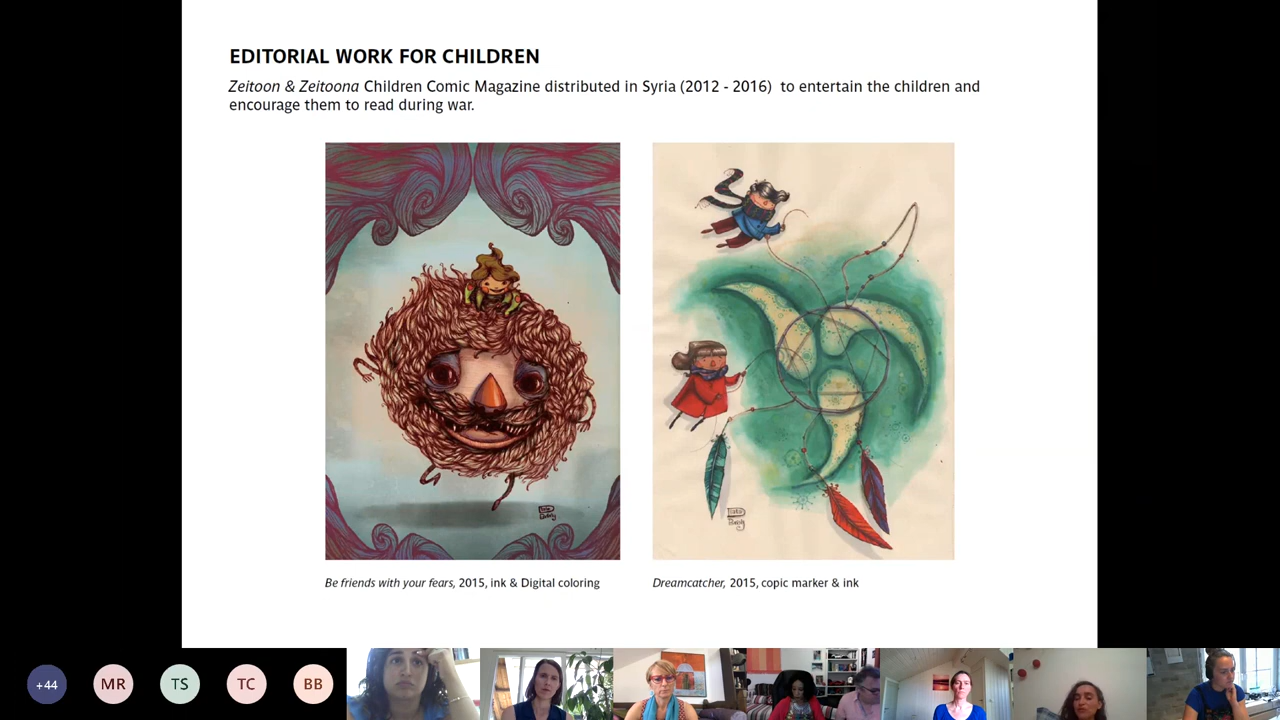 EDITORIAL WORK FOR CHILDREN
Zeitoon & Zeitoona Children Comic Magazine distributed in Syria (2012 - 2016)  to entertain the children and
encourage them to read during war.
Be friends with your fears, 2015, ink & Digital coloring
Dreamcatcher, 2015, copic marker & ink
+44
MR
TS
TC
BB